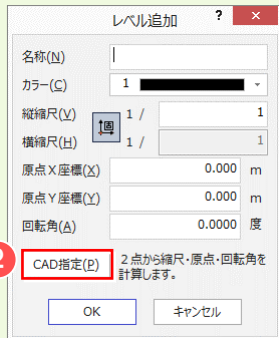 レベル追加 ? ×
名称(N)
カラー(C) 1
縦縮尺(V) 1 / 1
固
横縮尺(H) 1 / 1
原点X座標(X) 0.000 m
原点Y座標(Y) 0.000 m
回転角(A) 0.0000 度
2
CAD指定(P) 2点から縮尺・原点・回転角を
計算します。
OK キャンセル